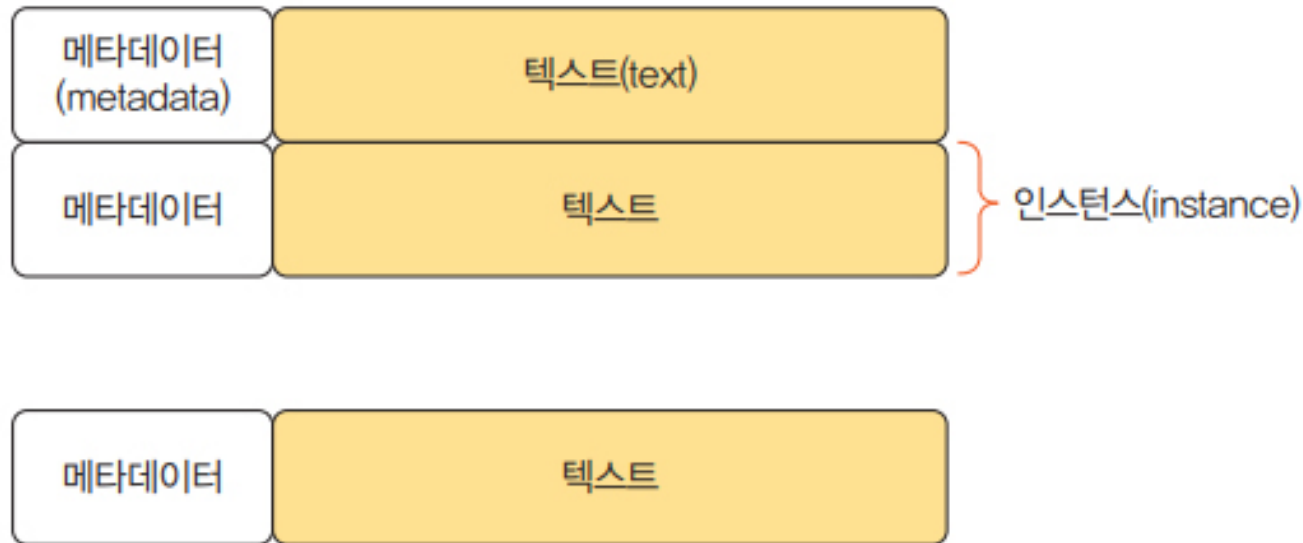 메타데이터
(metadata)
텍스트(text)
메타데이터
텍스트
인스턴스(instance)
메타데이터
텍스트